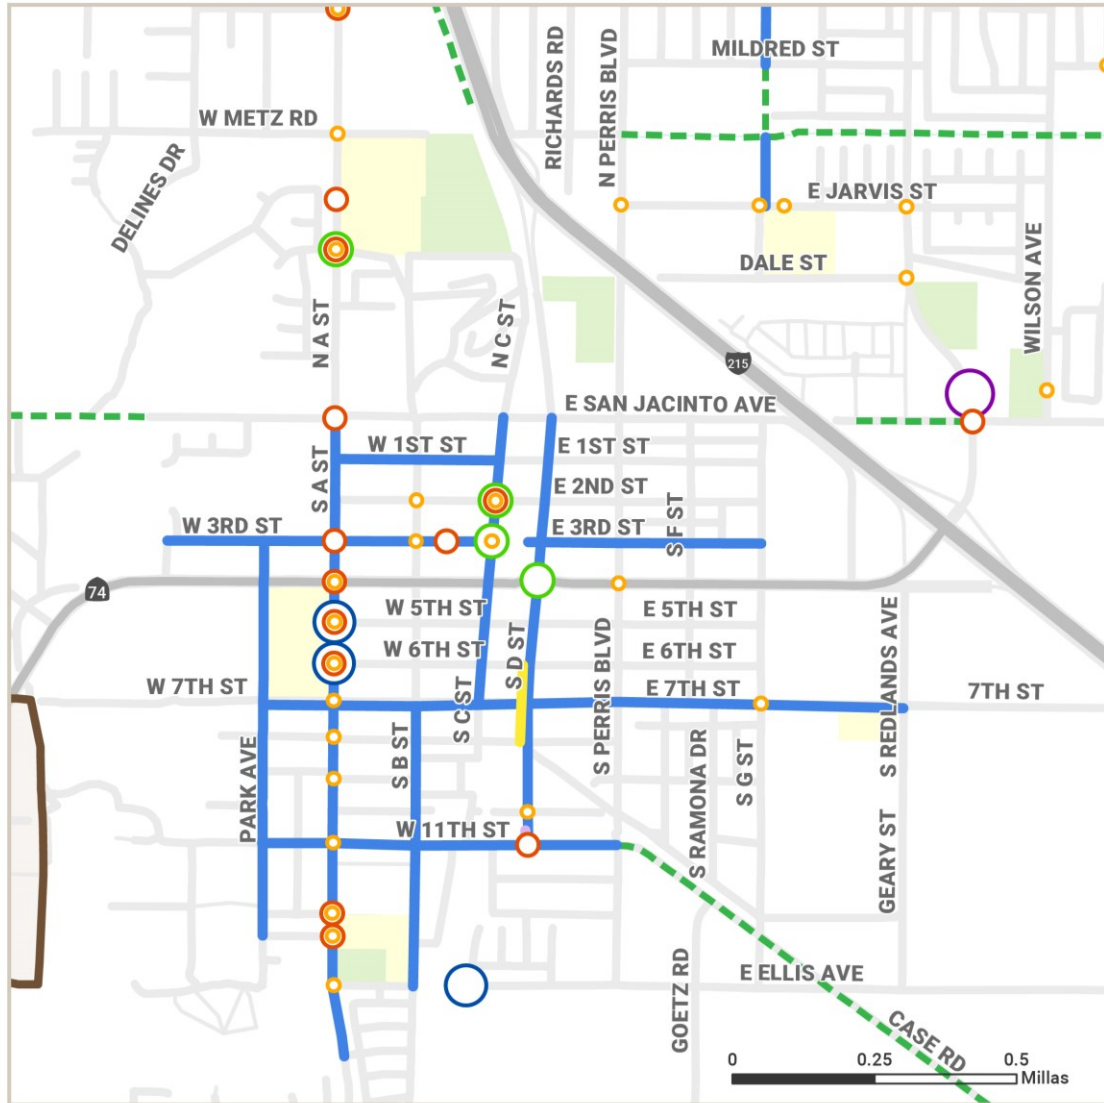 MILDRED ST
RICHARDS RD
N PERRIS BLVD
W METZ RD
DELINES DR
E JARVIS ST
DALE ST
WILSON AVE
N A ST
N C ST
215
E SAN JACINTO AVE
W 1ST ST
E 1ST ST
S A ST
E 2ND ST
W 3RD ST
E 3RD ST
S F ST
74
W 5TH ST
E 5TH ST
W 6TH ST
E 6TH ST
S D ST
W 7TH ST
E 7TH ST
7TH ST
S C ST
S PERRIS BLVD
S REDLANDS AVE
S B ST
PARK AVE
S RAMONA DR
S G ST
W 11TH ST
GEARY ST
E ELLIS AVE
GOETZ RD
CASE RD
0 0.25 0.5
Millas